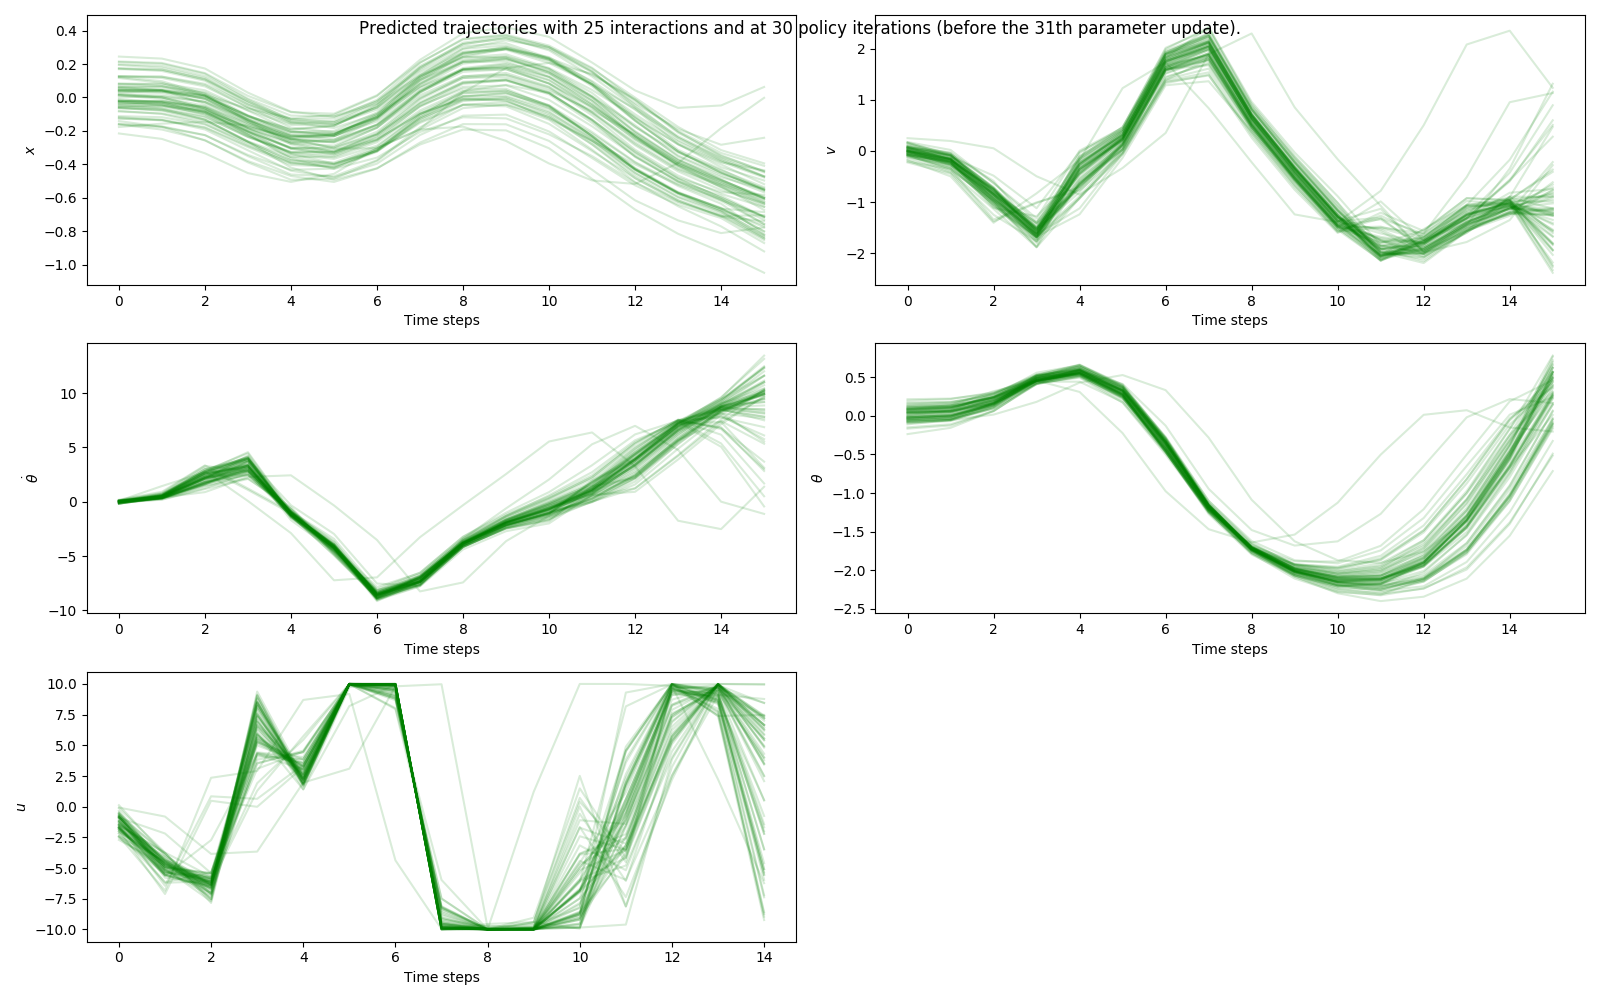 Predicted trajectories with 25 interactions and at 30 policy iterations (before the 31th parameter update).
0.4
0.2
0.0
−0.2
−0.4
−0.6
−0.8
−1.0
x
0 2 4 6 8 10 12 14
Time steps
2
1
0
−1
−2
v
0 2 4 6 8 10 12 14
Time steps
10
5
0
−5
−10
θ̇
0 2 4 6 8 10 12 14
Time steps
0.5
0.0
−0.5
−1.0
−1.5
−2.0
−2.5
θ
0 2 4 6 8 10 12 14
Time steps
10.0
7.5
5.0
2.5
0.0
−2.5
−5.0
−7.5
−10.0
u
0 2 4 6 8 10 12 14
Time steps